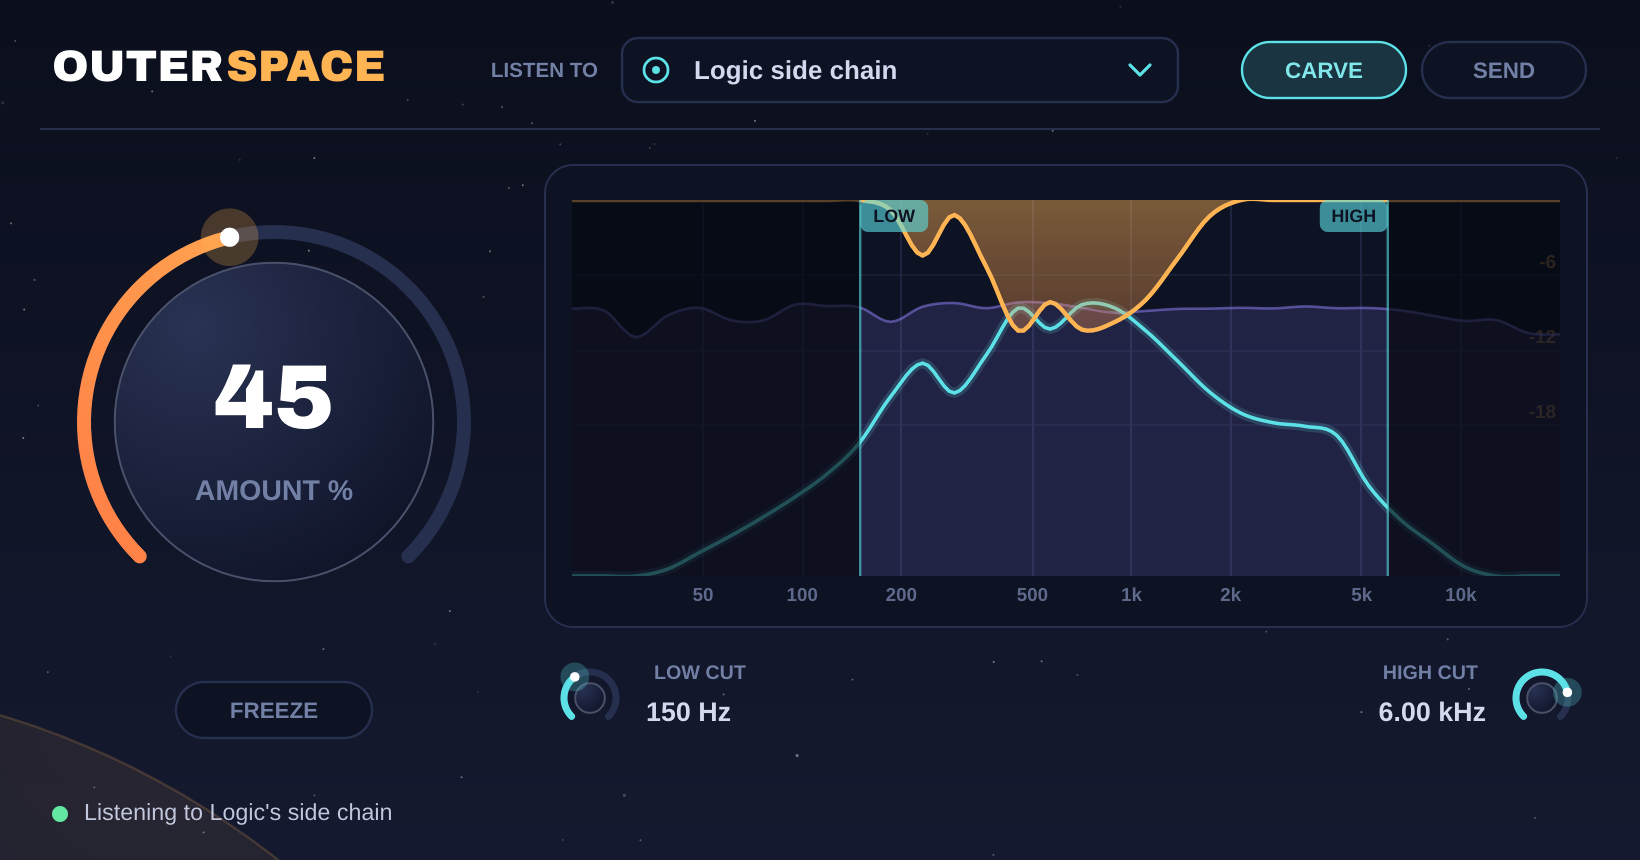 OUTERSPACE
LISTEN TO
Logic side chain
CARVE
SEND
LOW
HIGH
-6
-12
-18
50 100 200 500 1k 2k 5k 10k
45
AMOUNT %
FREEZE
LOW CUT
150 Hz
HIGH CUT
6.00 kHz
Listening to Logic's side chain